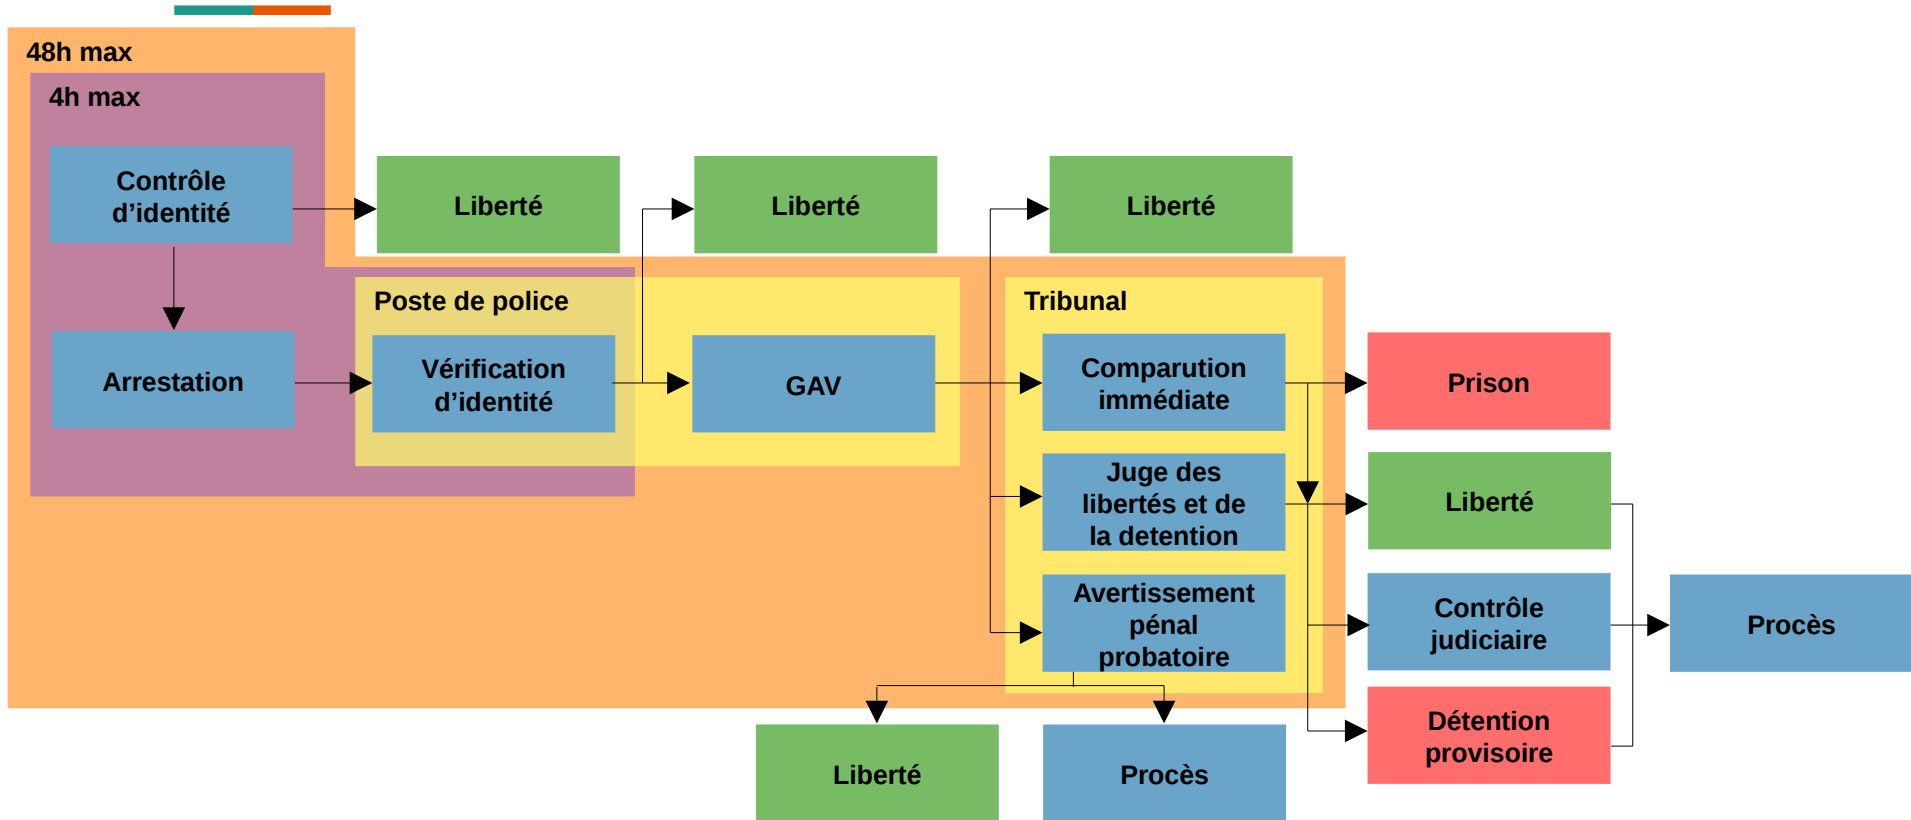 48h max
4h max
Contrôle
d’identité
Liberté
Liberté
Liberté
Poste de police
Tribunal
Arrestation
Vérification
d’identité
GAV
Comparution
immédiate
Prison
Juge des
libertés et de
la detention
Liberté
Avertissement
pénal
probatoire
Contrôle
judiciaire
Procès
Détention
provisoire
Liberté
Procès